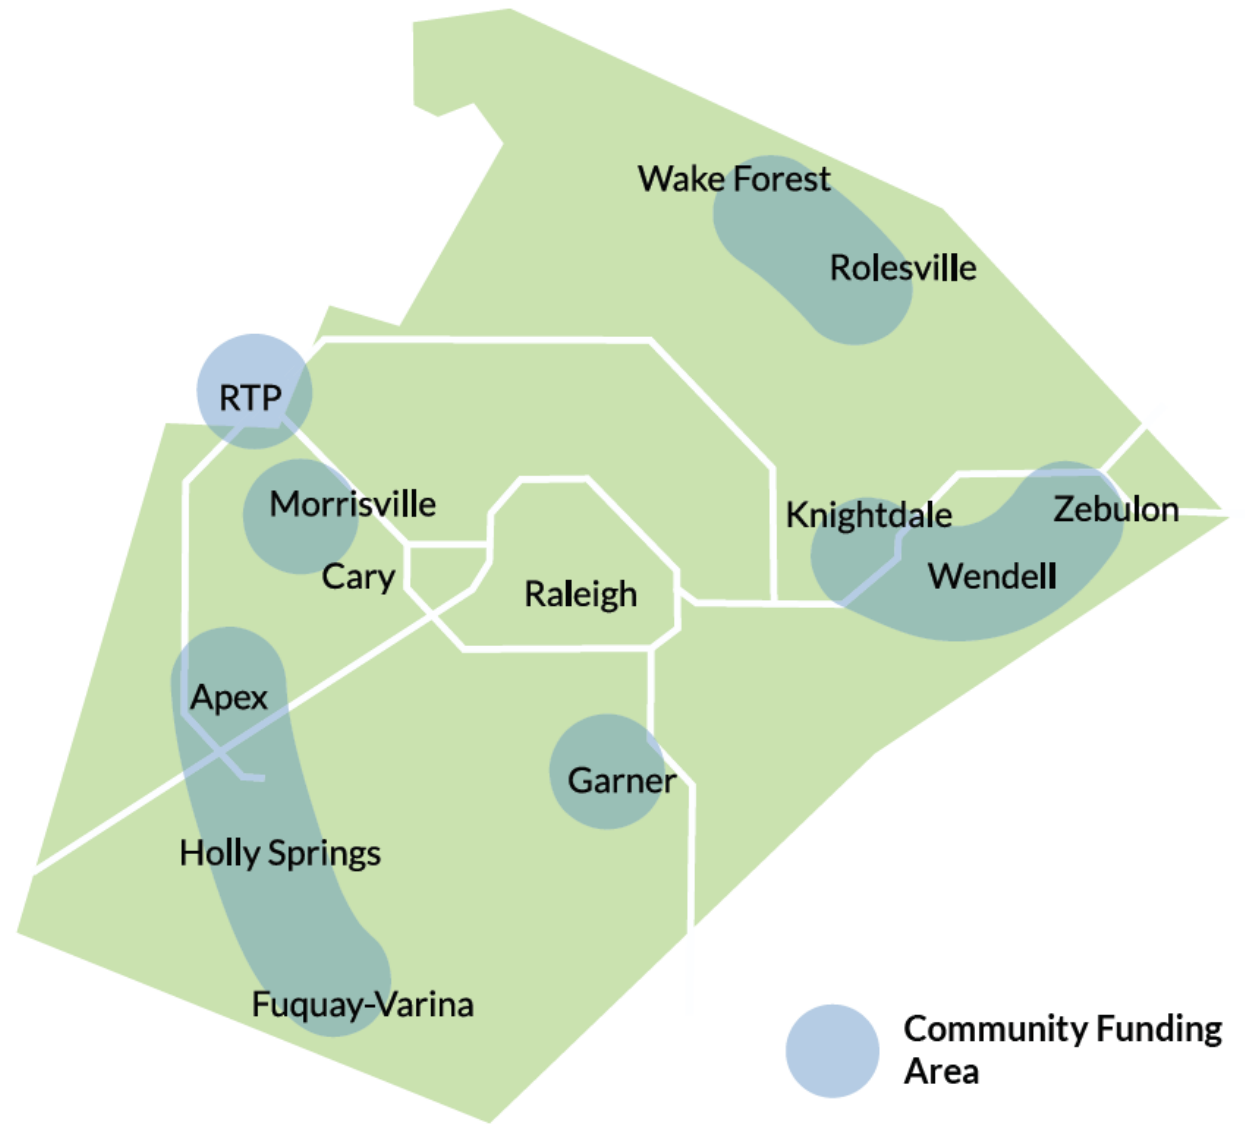 Wake Forest
Rolesville
RTP
Morrisville
Knightdale
Zebulon
Cary
Raleigh
Wendell
Apex
Garner
Holly Springs
Fuquay-Varina
Community Funding
Area